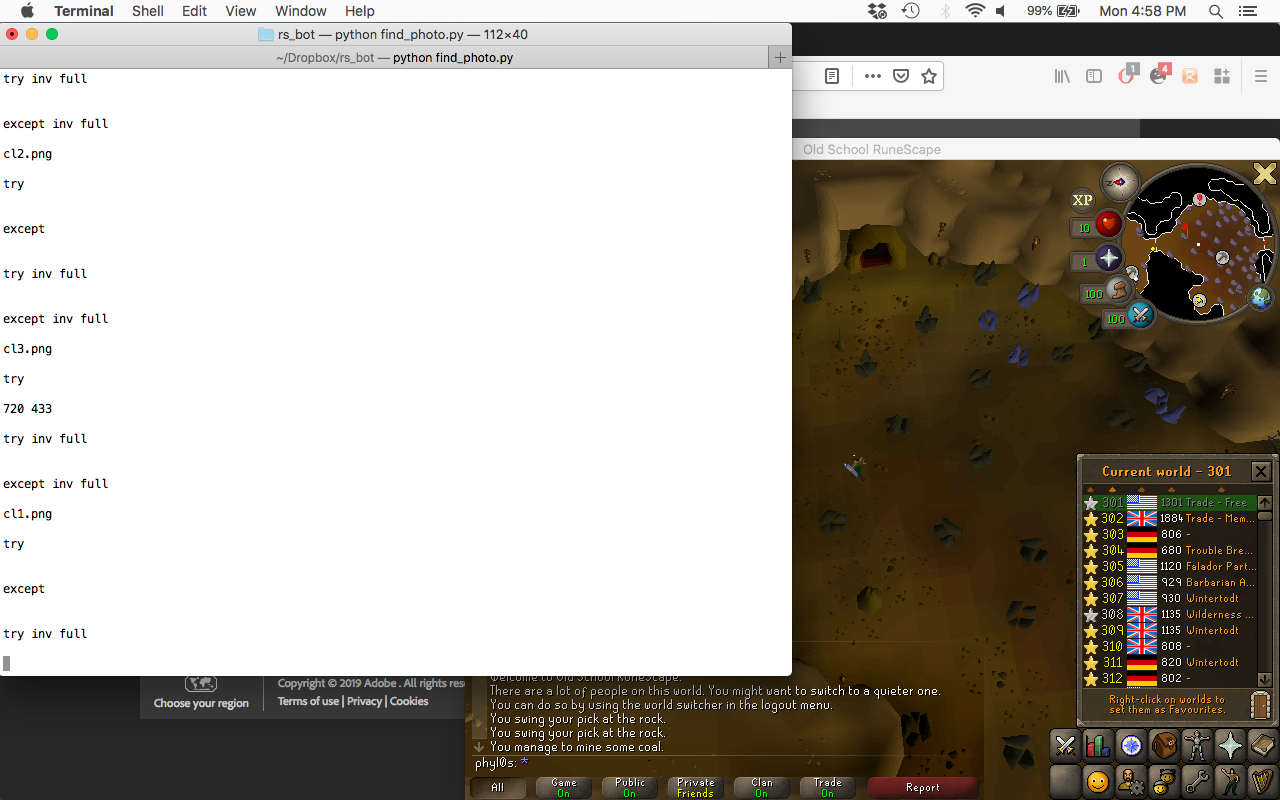 Terminal Shell Edit View Window Help
99% Mon 4:58 PM
rs_bot — python find_photo.py — 112×40
~/Dropbox/rs_bot — python find_photo.py
try inv full
except inv full
cl2.png
try
except
try inv full
except inv full
cl3.png
try
720 433
try inv full
except inv full
cl1.png
try
except
try inv full
1 4
Old School RuneScape
XP
10
1
100
100
Current world - 301
301 1301 Trade - Free
302 1884 Trade - Mem...
303 806 -
304 680 Trouble Bre...
305 1120 Falador Part...
306 929 Barbarian A...
307 930 Wintertodt
308 1135 Wilderness ...
309 1135 Wintertodt
310 808 -
311 820 Wintertodt
312 802 -
Right-click on worlds to
set them as Favourites.
Choose your region
Copyright © 2019 Adobe. All rights res
Terms of use | Privacy | Cookies
Welcome to Old School RuneScape.
There are a lot of people on this world. You might want to switch to a quieter one.
You can do so by using the world switcher in the logout menu.
You swing your pick at the rock.
You swing your pick at the rock.
You manage to mine some coal.
phyl0s: *
All
Game
On
Public
On
Private
Friends
Clan
On
Trade
On
Report